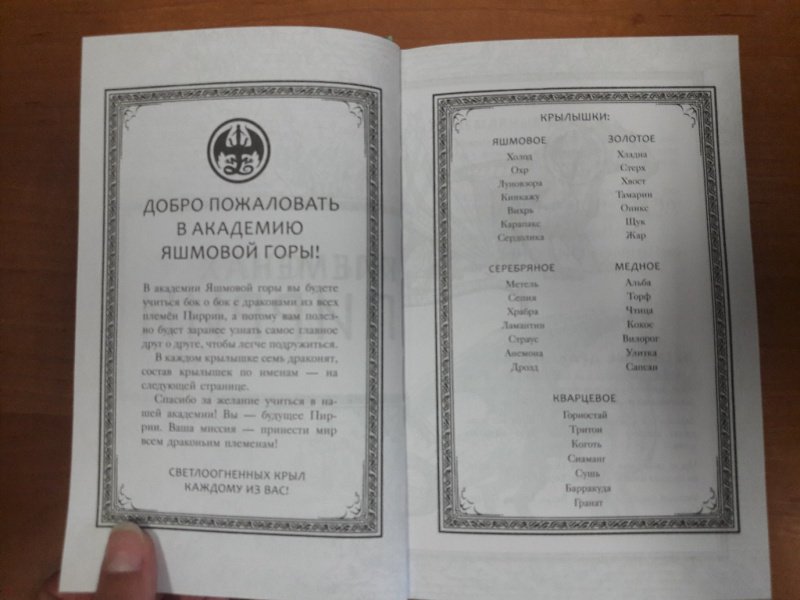 ДОБРО ПОЖАЛОВАТЬ
В АКАДЕМИЮ
ЯШМОВОЙ ГОРЫ!
В академии Яшмовой горы вы будете
учиться бок о бок с драконами из всех
племён Пиррии, а потому вам полез-
но будет заранее узнать самое главное
друг о друге, чтобы легче подружиться.
В каждом крылышке семь драконят,
состав крылышек по именам — на
следующей странице.
Спасибо за желание учиться в на-
шей академии! Вы — будущее Пир-
рии. Ваша миссия — принести мир
всем драконьим племенам!
СВЕТЛООГНЕННЫХ КРЫЛ
КАЖДОМУ ИЗ ВАС!
КРЫЛЫШКИ:
ЯШМОВОЕ
Холод
Охр
Луновзора
Кинкажу
Вихрь
Карапакс
Сердолика
ЗОЛОТОЕ
Хладна
Стерх
Хвост
Тамарин
Оникс
Щук
Жар
СЕРЕБРЯНОЕ
Метель
Сепия
Храбра
Ламантин
Страус
Анемона
Дрозд
МЕДНОЕ
Альба
Торф
Чтица
Кокос
Вилорог
Улитка
Сапсан
КВАРЦЕВОЕ
Горностай
Тритон
Коготь
Сиаманг
Сушь
Барракуда
Гранат